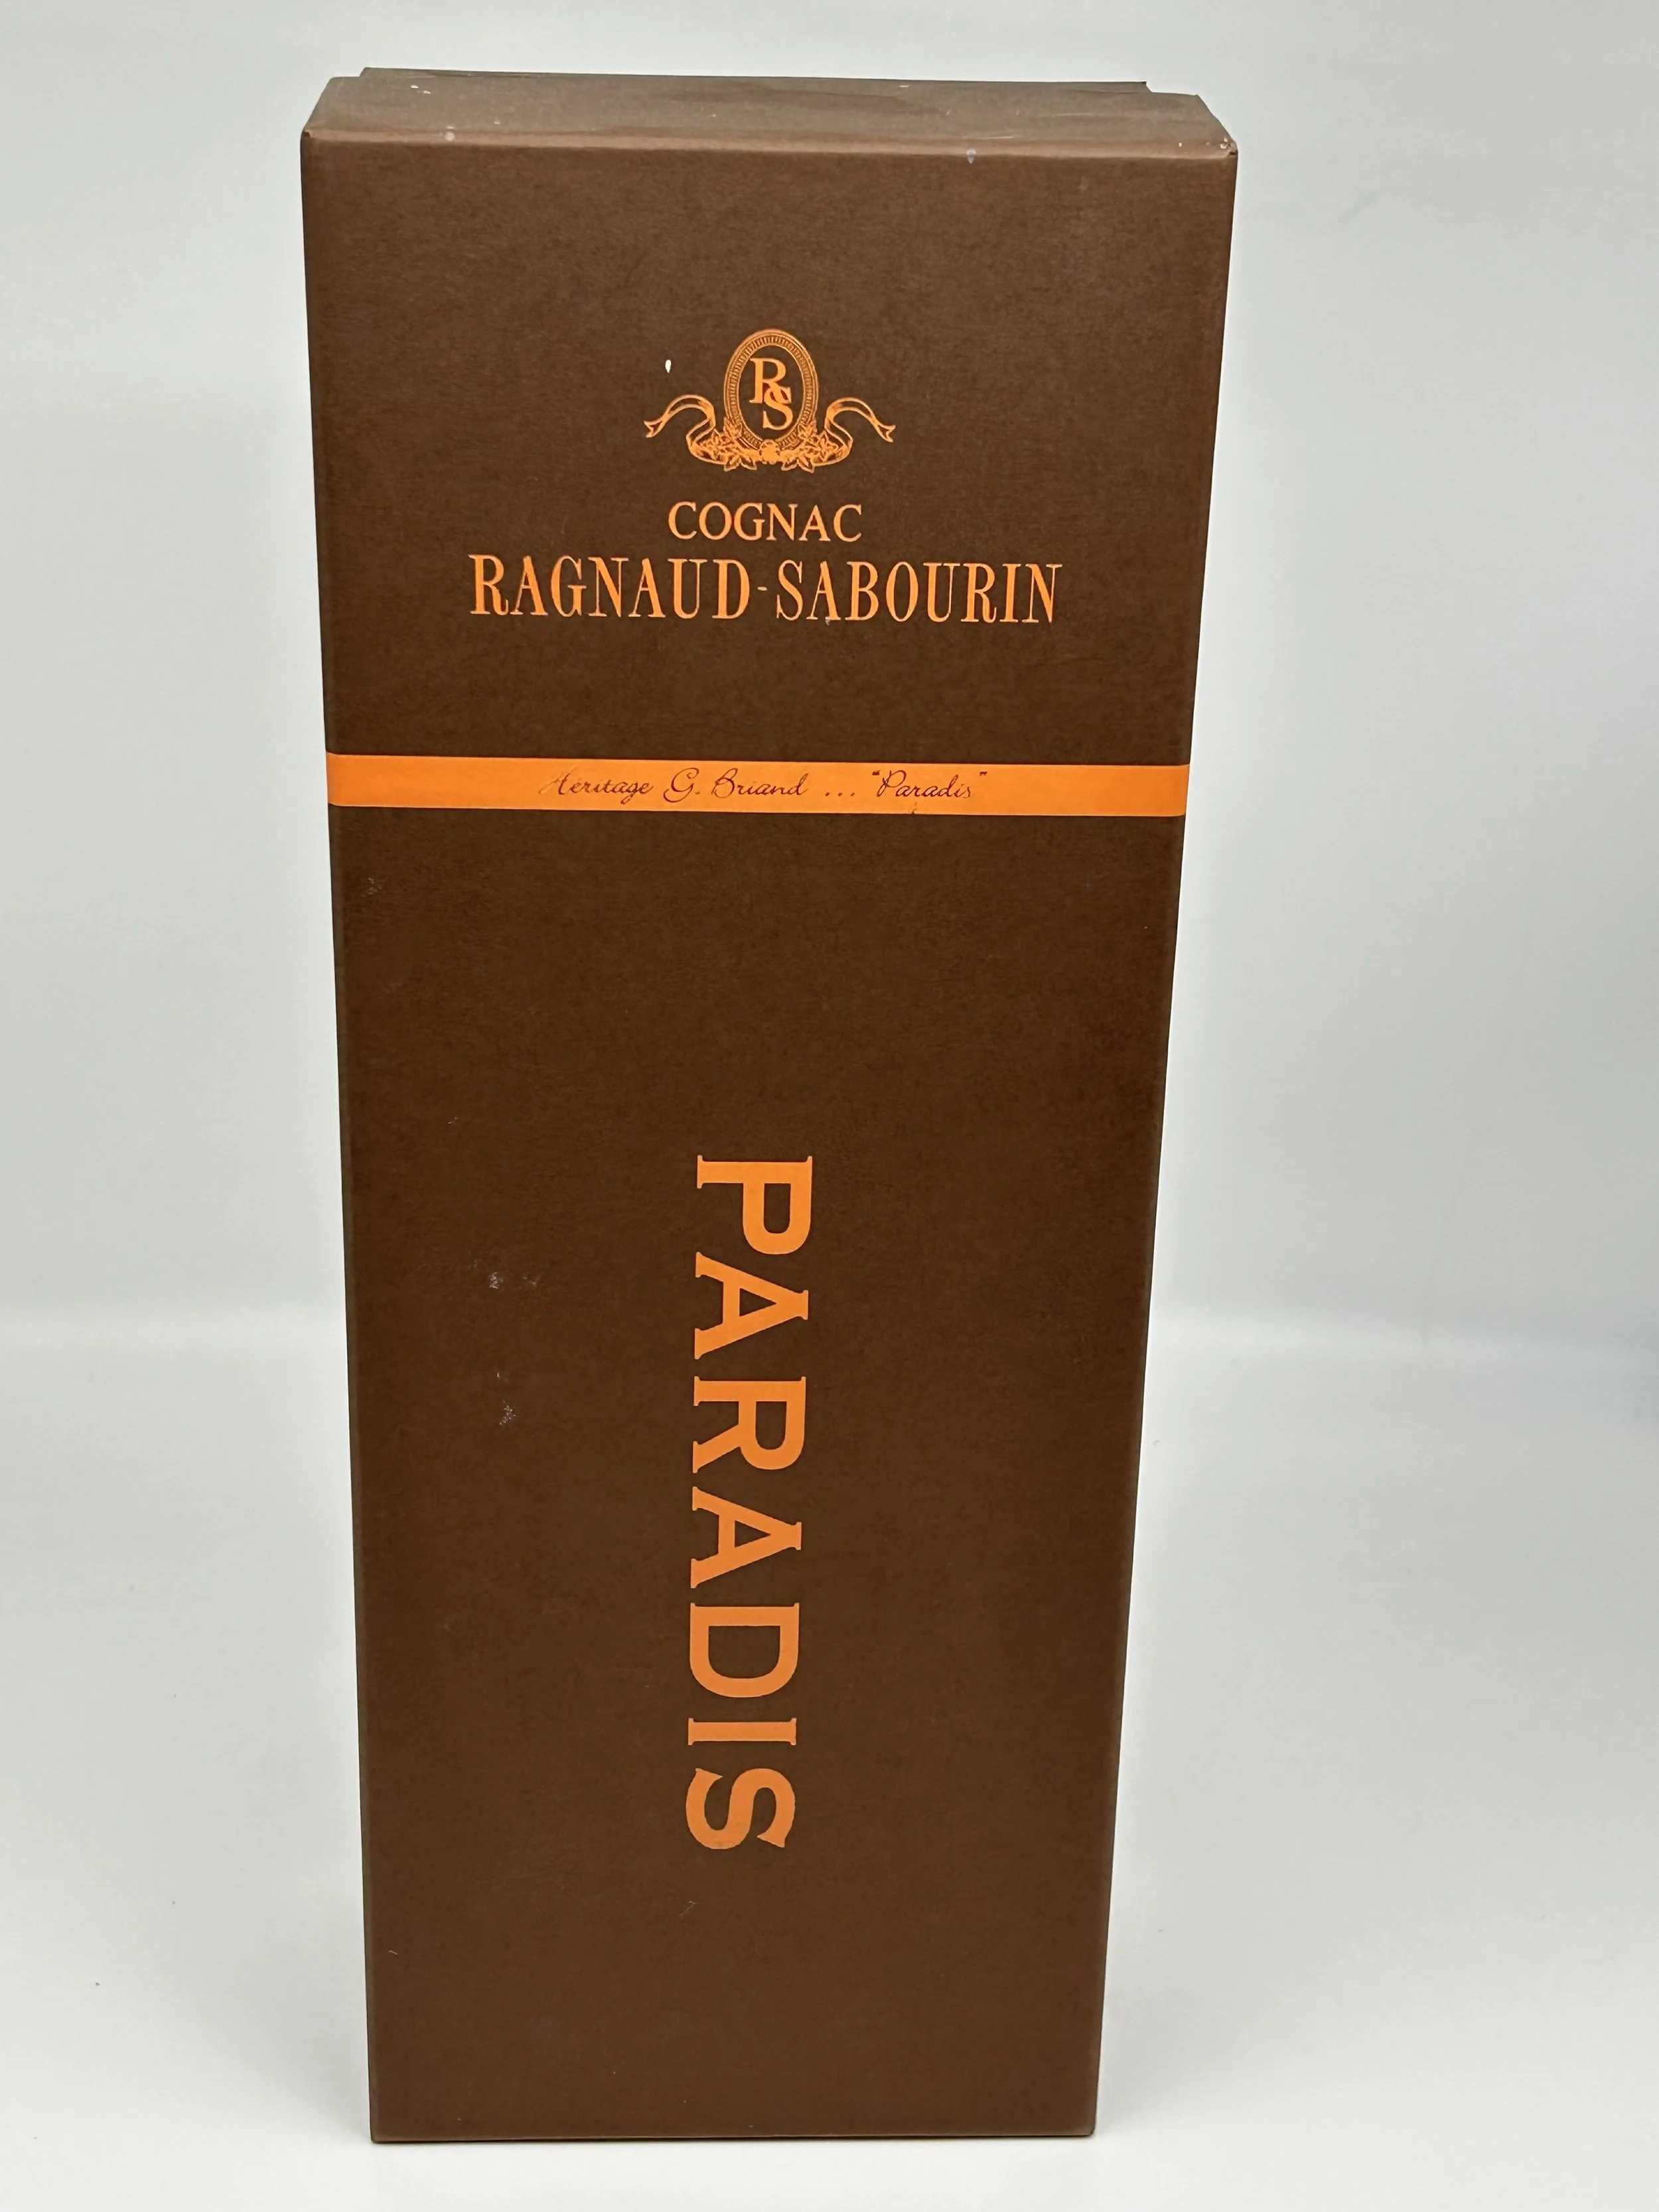 RS
COGNAC
RAGNAUD-SABOURIN
Héritage G. Briand ... "Paradis"
PARADIS